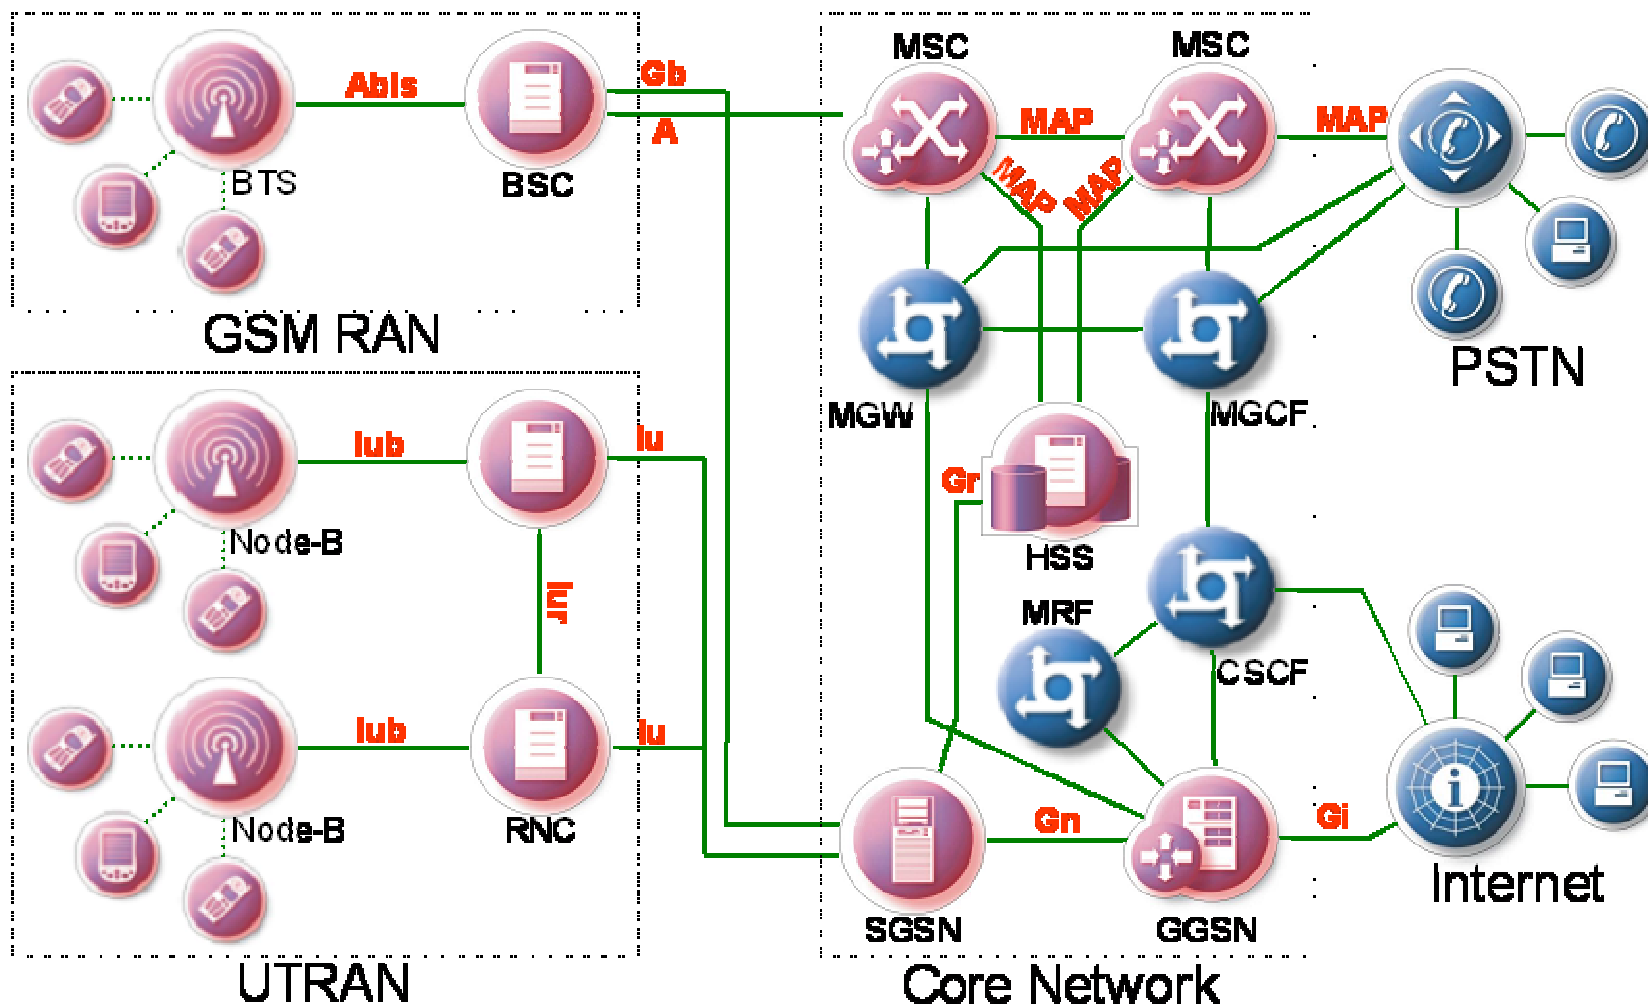 MSC
MSC
Gb
Abis
A
MAP
MAP
MAP
MAP
BTS
BSC
GSM RAN
PSTN
MGW
MGCF
Iub
Iu
Gr
Node-B
HSS
Iur
MRF
CSCF
Iub
Iu
Node-B
RNC
Gn
Gi
Internet
SGSN
GGSN
UTRAN
Core Network